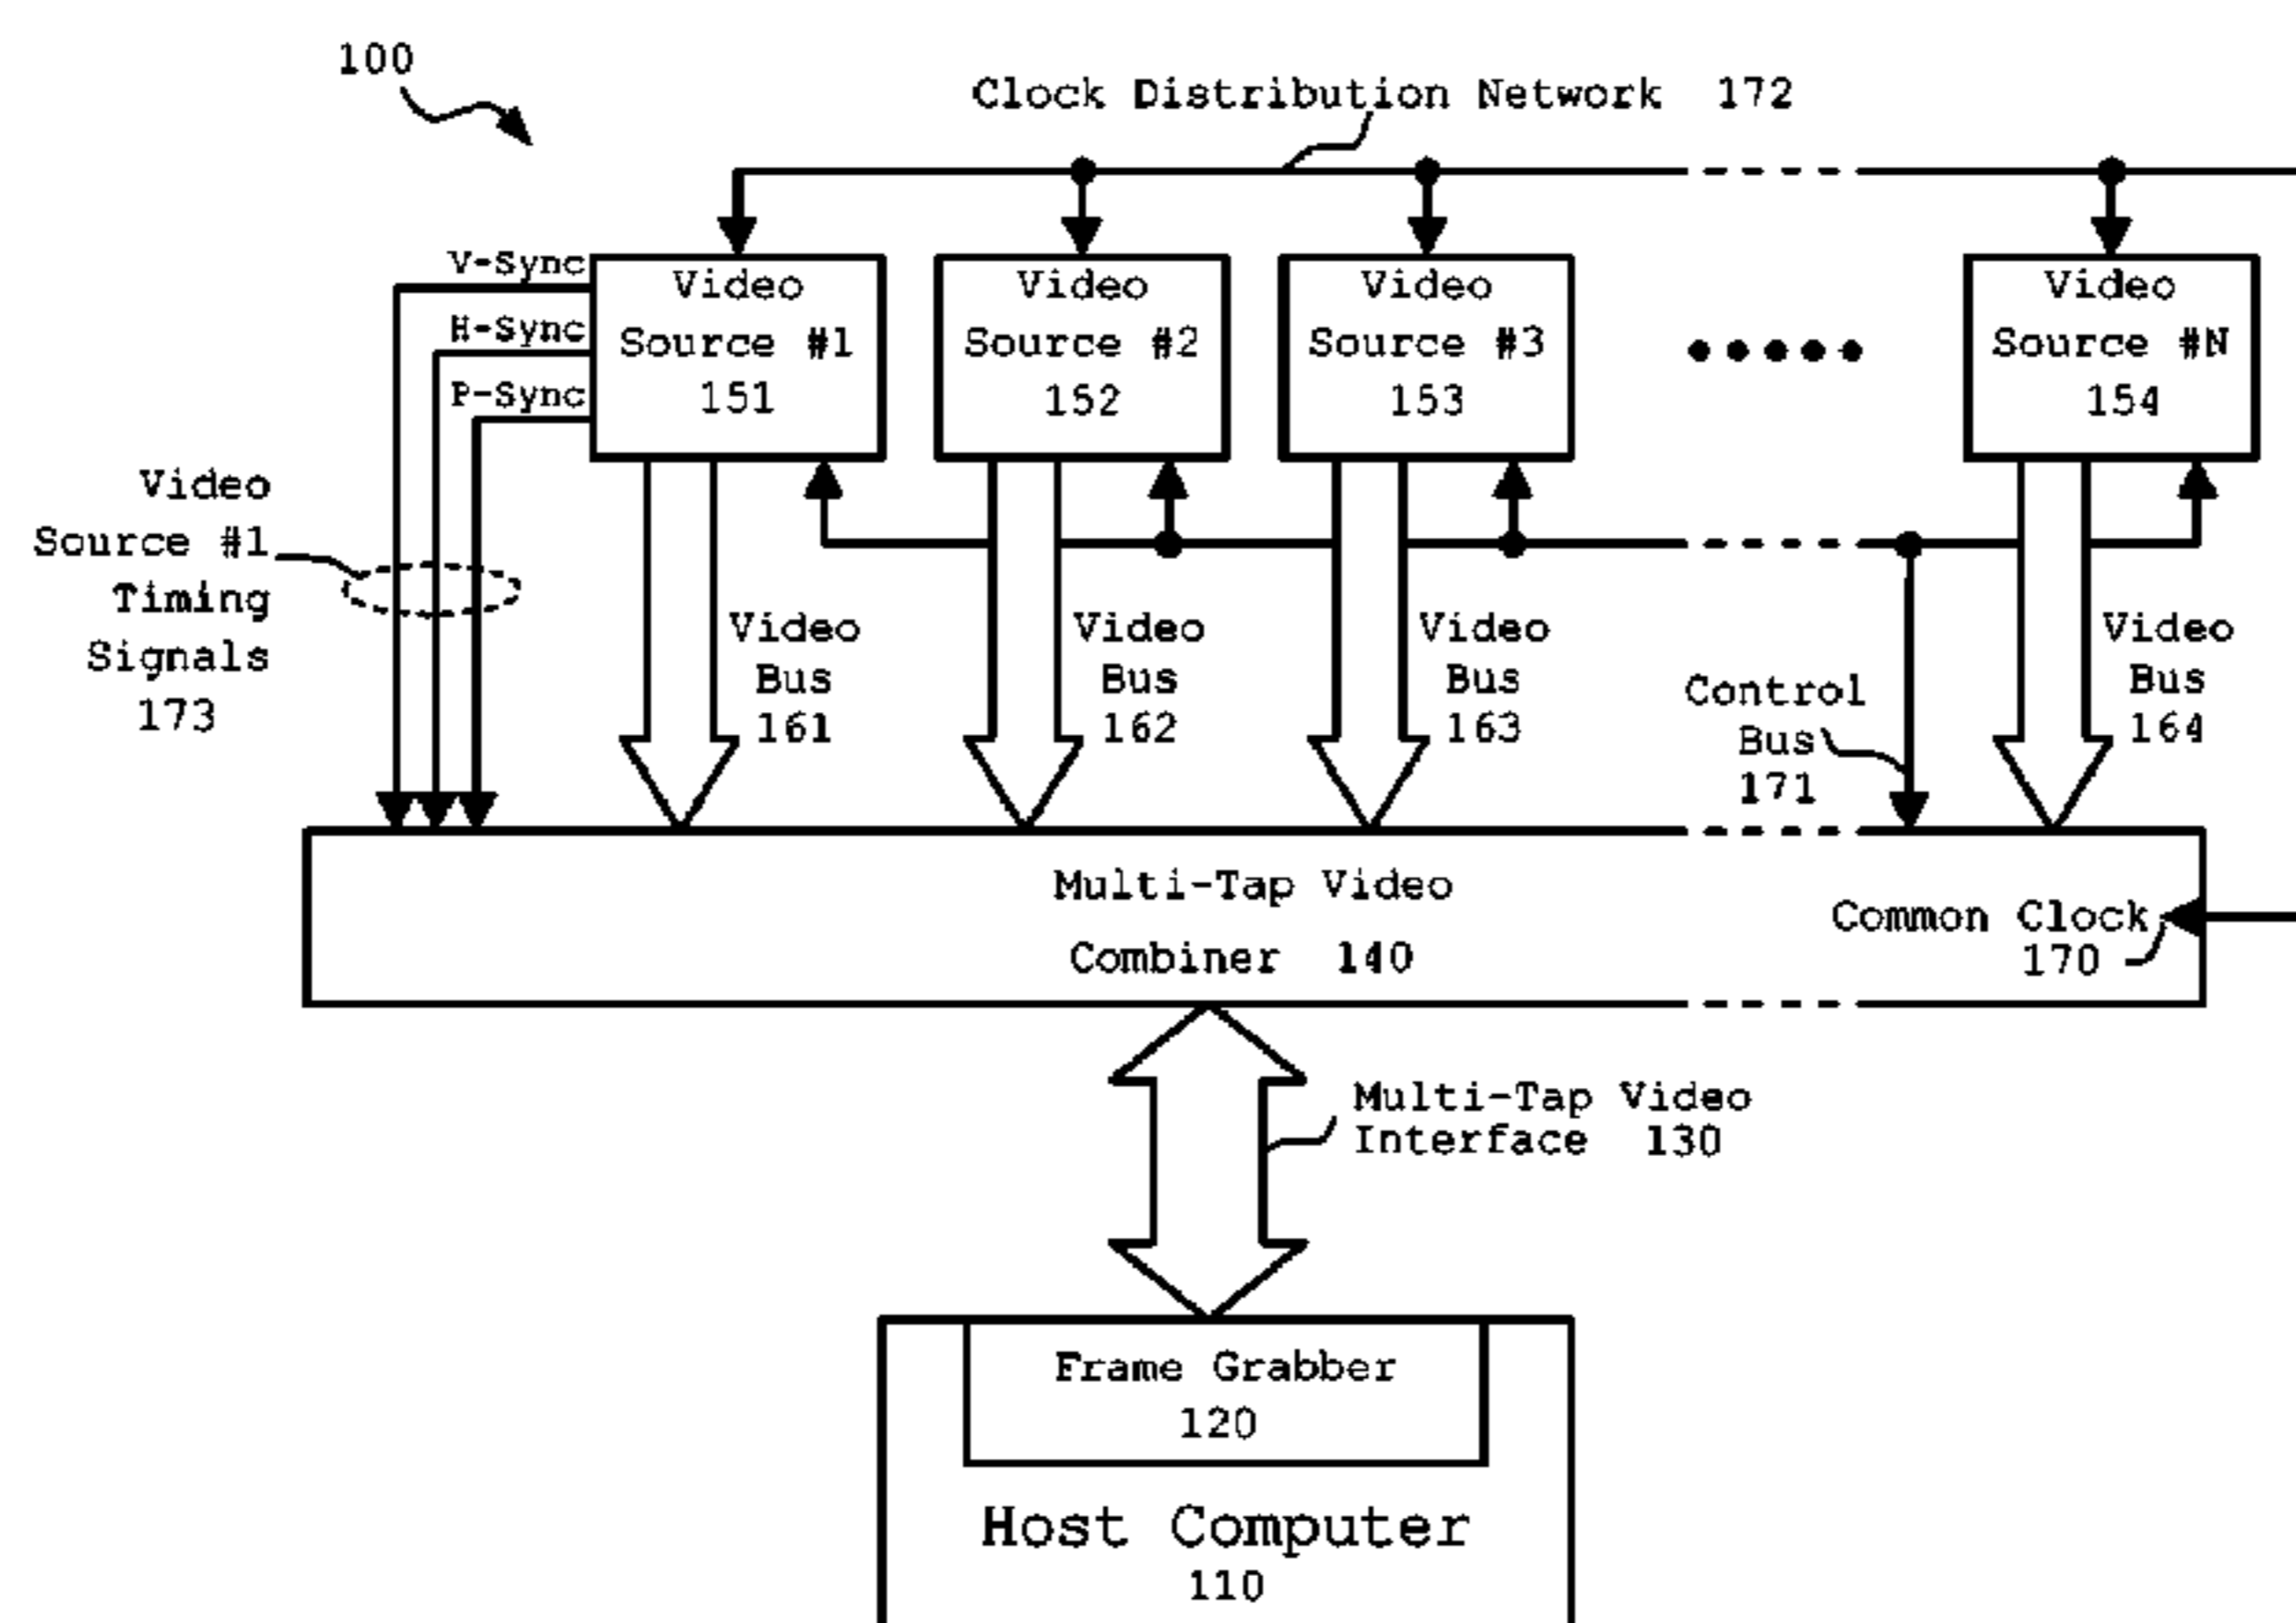 100
Clock Distribution Network 172
V-Sync
H-Sync
P-Sync
Video
Source #1
151
Video
Source #2
152
Video
Source #3
153
Video
Source #N
154
Video
Source #1
Timing
Signals
173
Video
Bus
161
Video
Bus
162
Video
Bus
163
Control
Bus
171
Video
Bus
164
Multi-Tap Video
Combiner 140
Common Clock
170
Multi-Tap Video
Interface 130
Frame Grabber
120
Host Computer
110